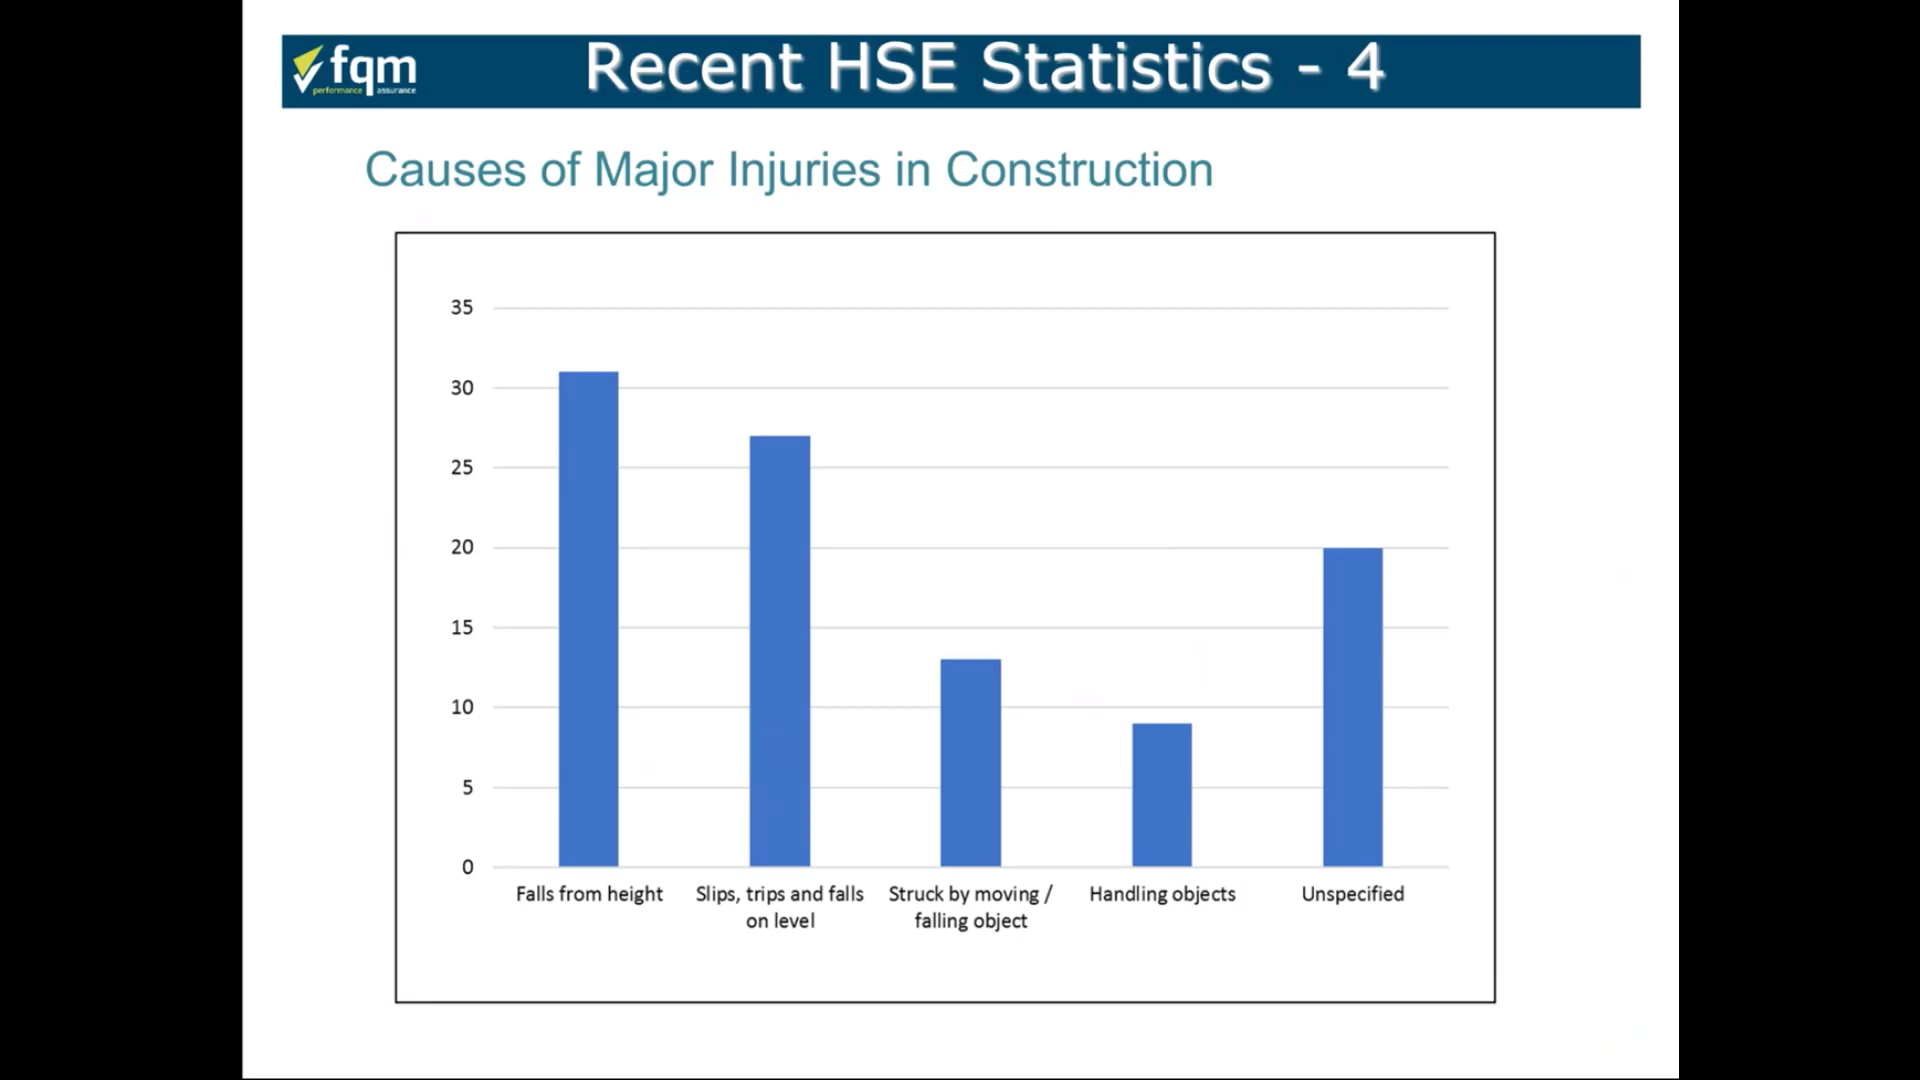 fqm
performance assurance
Recent HSE Statistics - 4
Causes of Major Injuries in Construction
35
30
25
20
15
10
5
0
Falls from height
Slips, trips and falls
on level
Struck by moving /
falling object
Handling objects
Unspecified